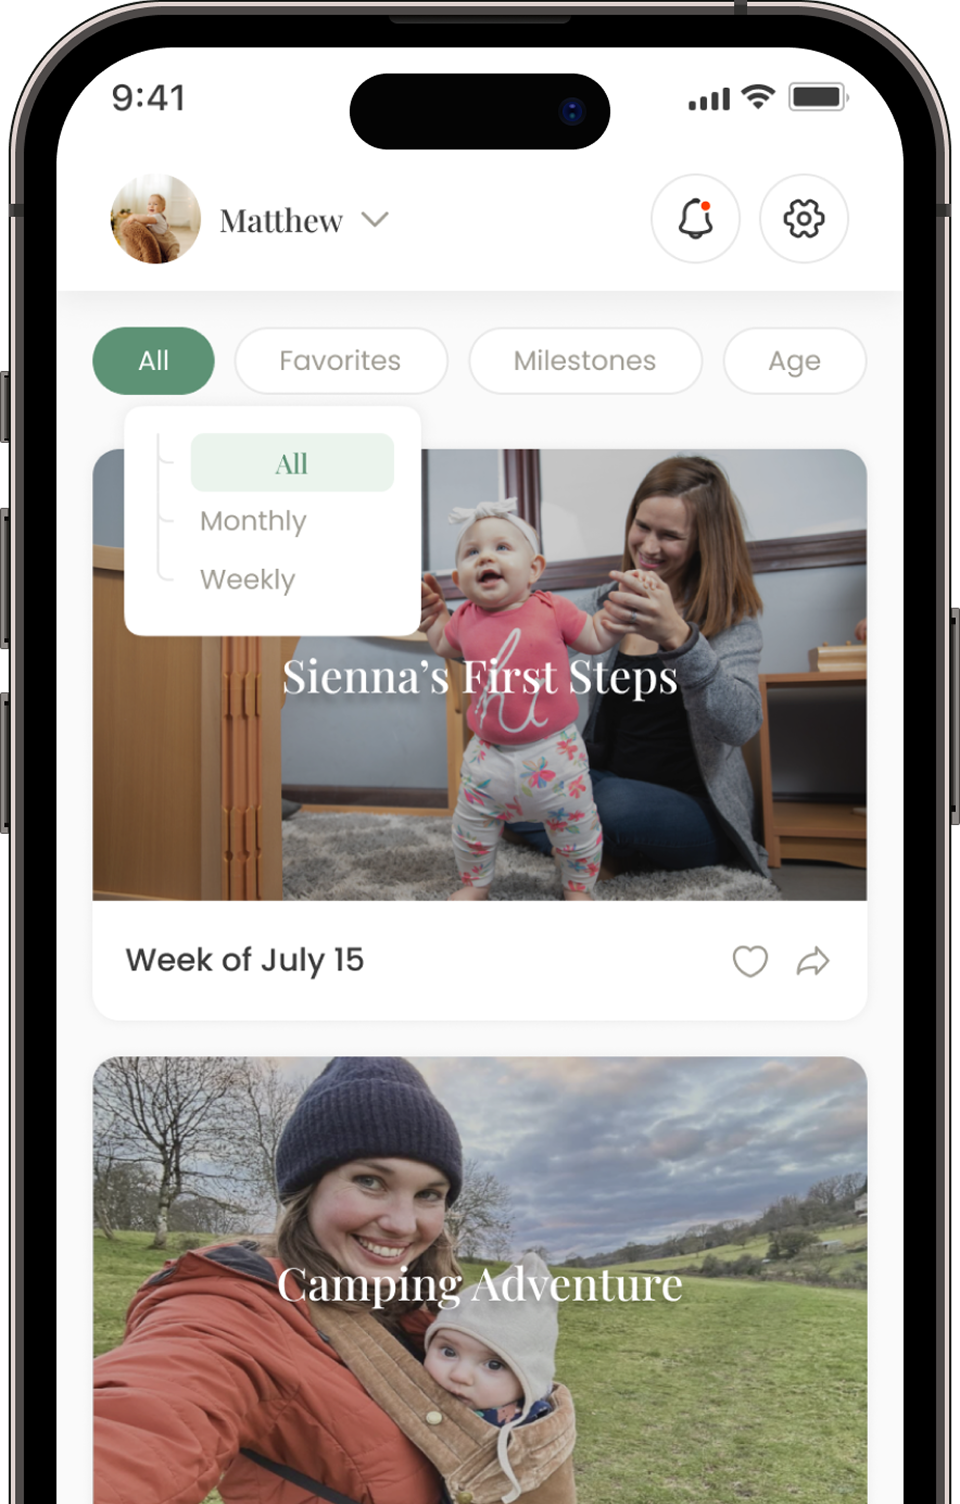 9:41
Matthew
All Favorites Milestones Age
All
Monthly
Weekly
hi
Sienna’s First Steps
Week of July 15
Camping Adventure